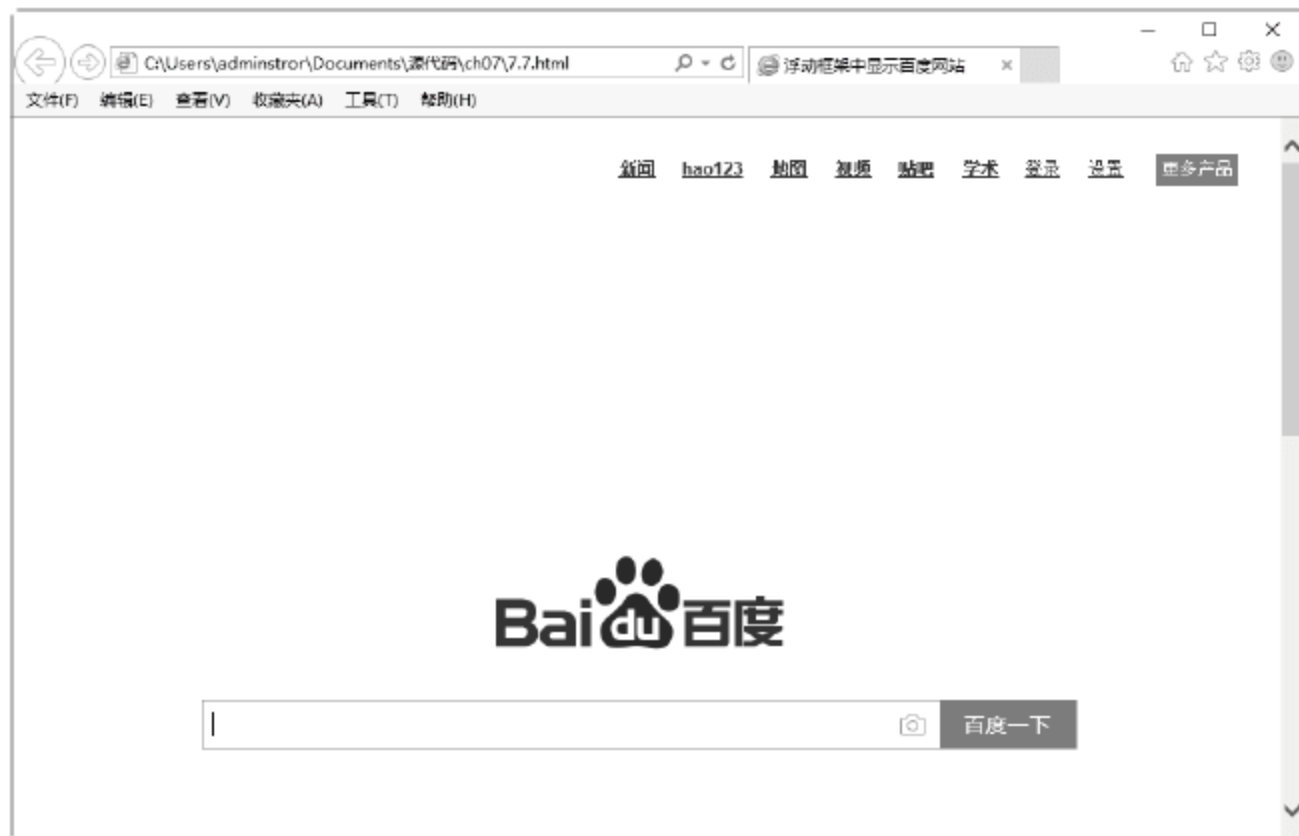 C:\Users\adminstror\Documents\源代码\ch07\7.7.html
浮动框架中显示百度网站
文件(F) 编辑(E) 查看(V) 收藏夹(A) 工具(T) 帮助(H)
新闻 hao123 地图 视频 贴吧 学术 登录 设置 更多产品
Bai du 百度
百度一下